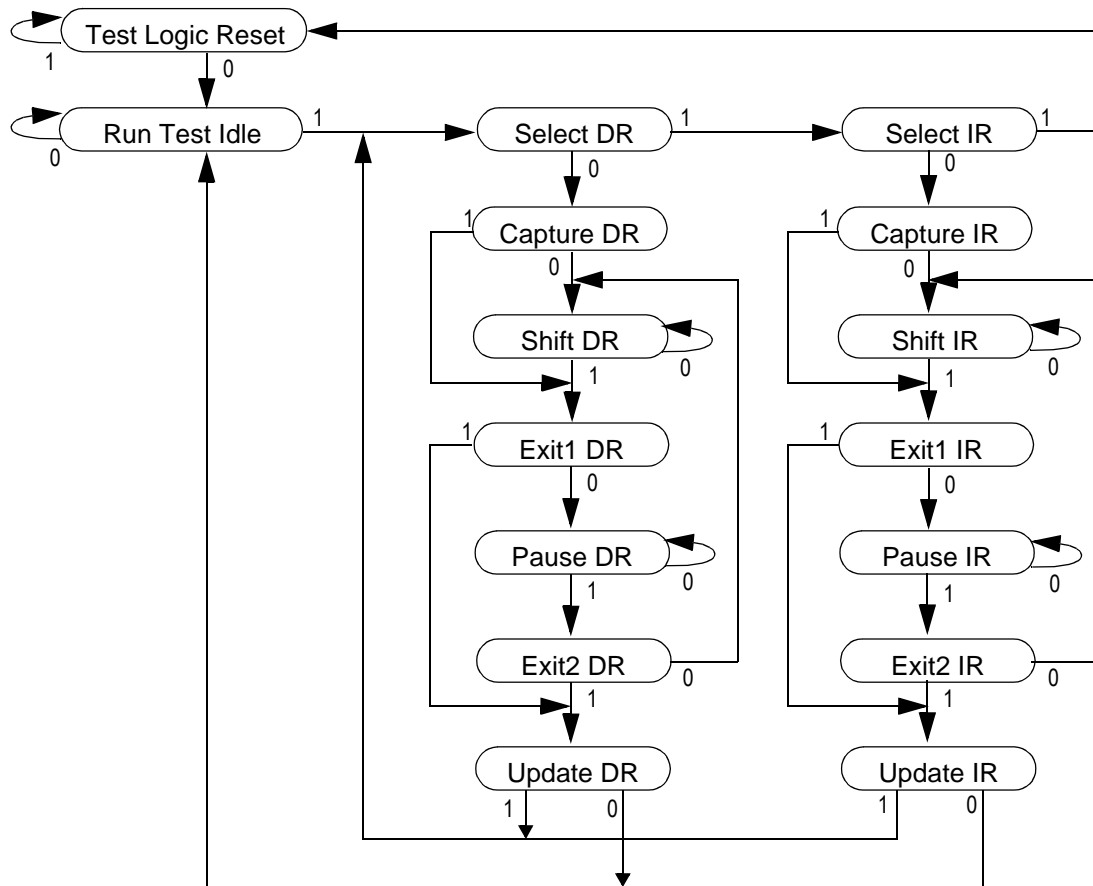 Test Logic Reset
1
0
Run Test Idle
1
0
Select DR
1
0
Select IR
1
0
1
Capture DR
0
1
Capture IR
0
Shift DR
0
1
Shift IR
0
1
1
Exit1 DR
0
1
Exit1 IR
0
Pause DR
0
1
Pause IR
0
1
Exit2 DR
0
1
Exit2 IR
0
1
Update DR
1
0
Update IR
1
0